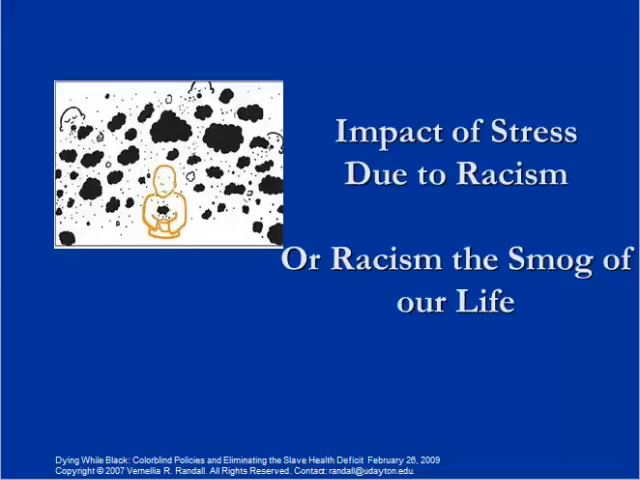 Impact of Stress
Due to Racism
Or Racism the Smog of
our Life
Dying While Black: Colorblind Policies and Eliminating the Slave Health Deficit February 26, 2009
Copyright © 2007 Vernellia R. Randall. All Rights Reserved. Contact: randall@udayton.edu.